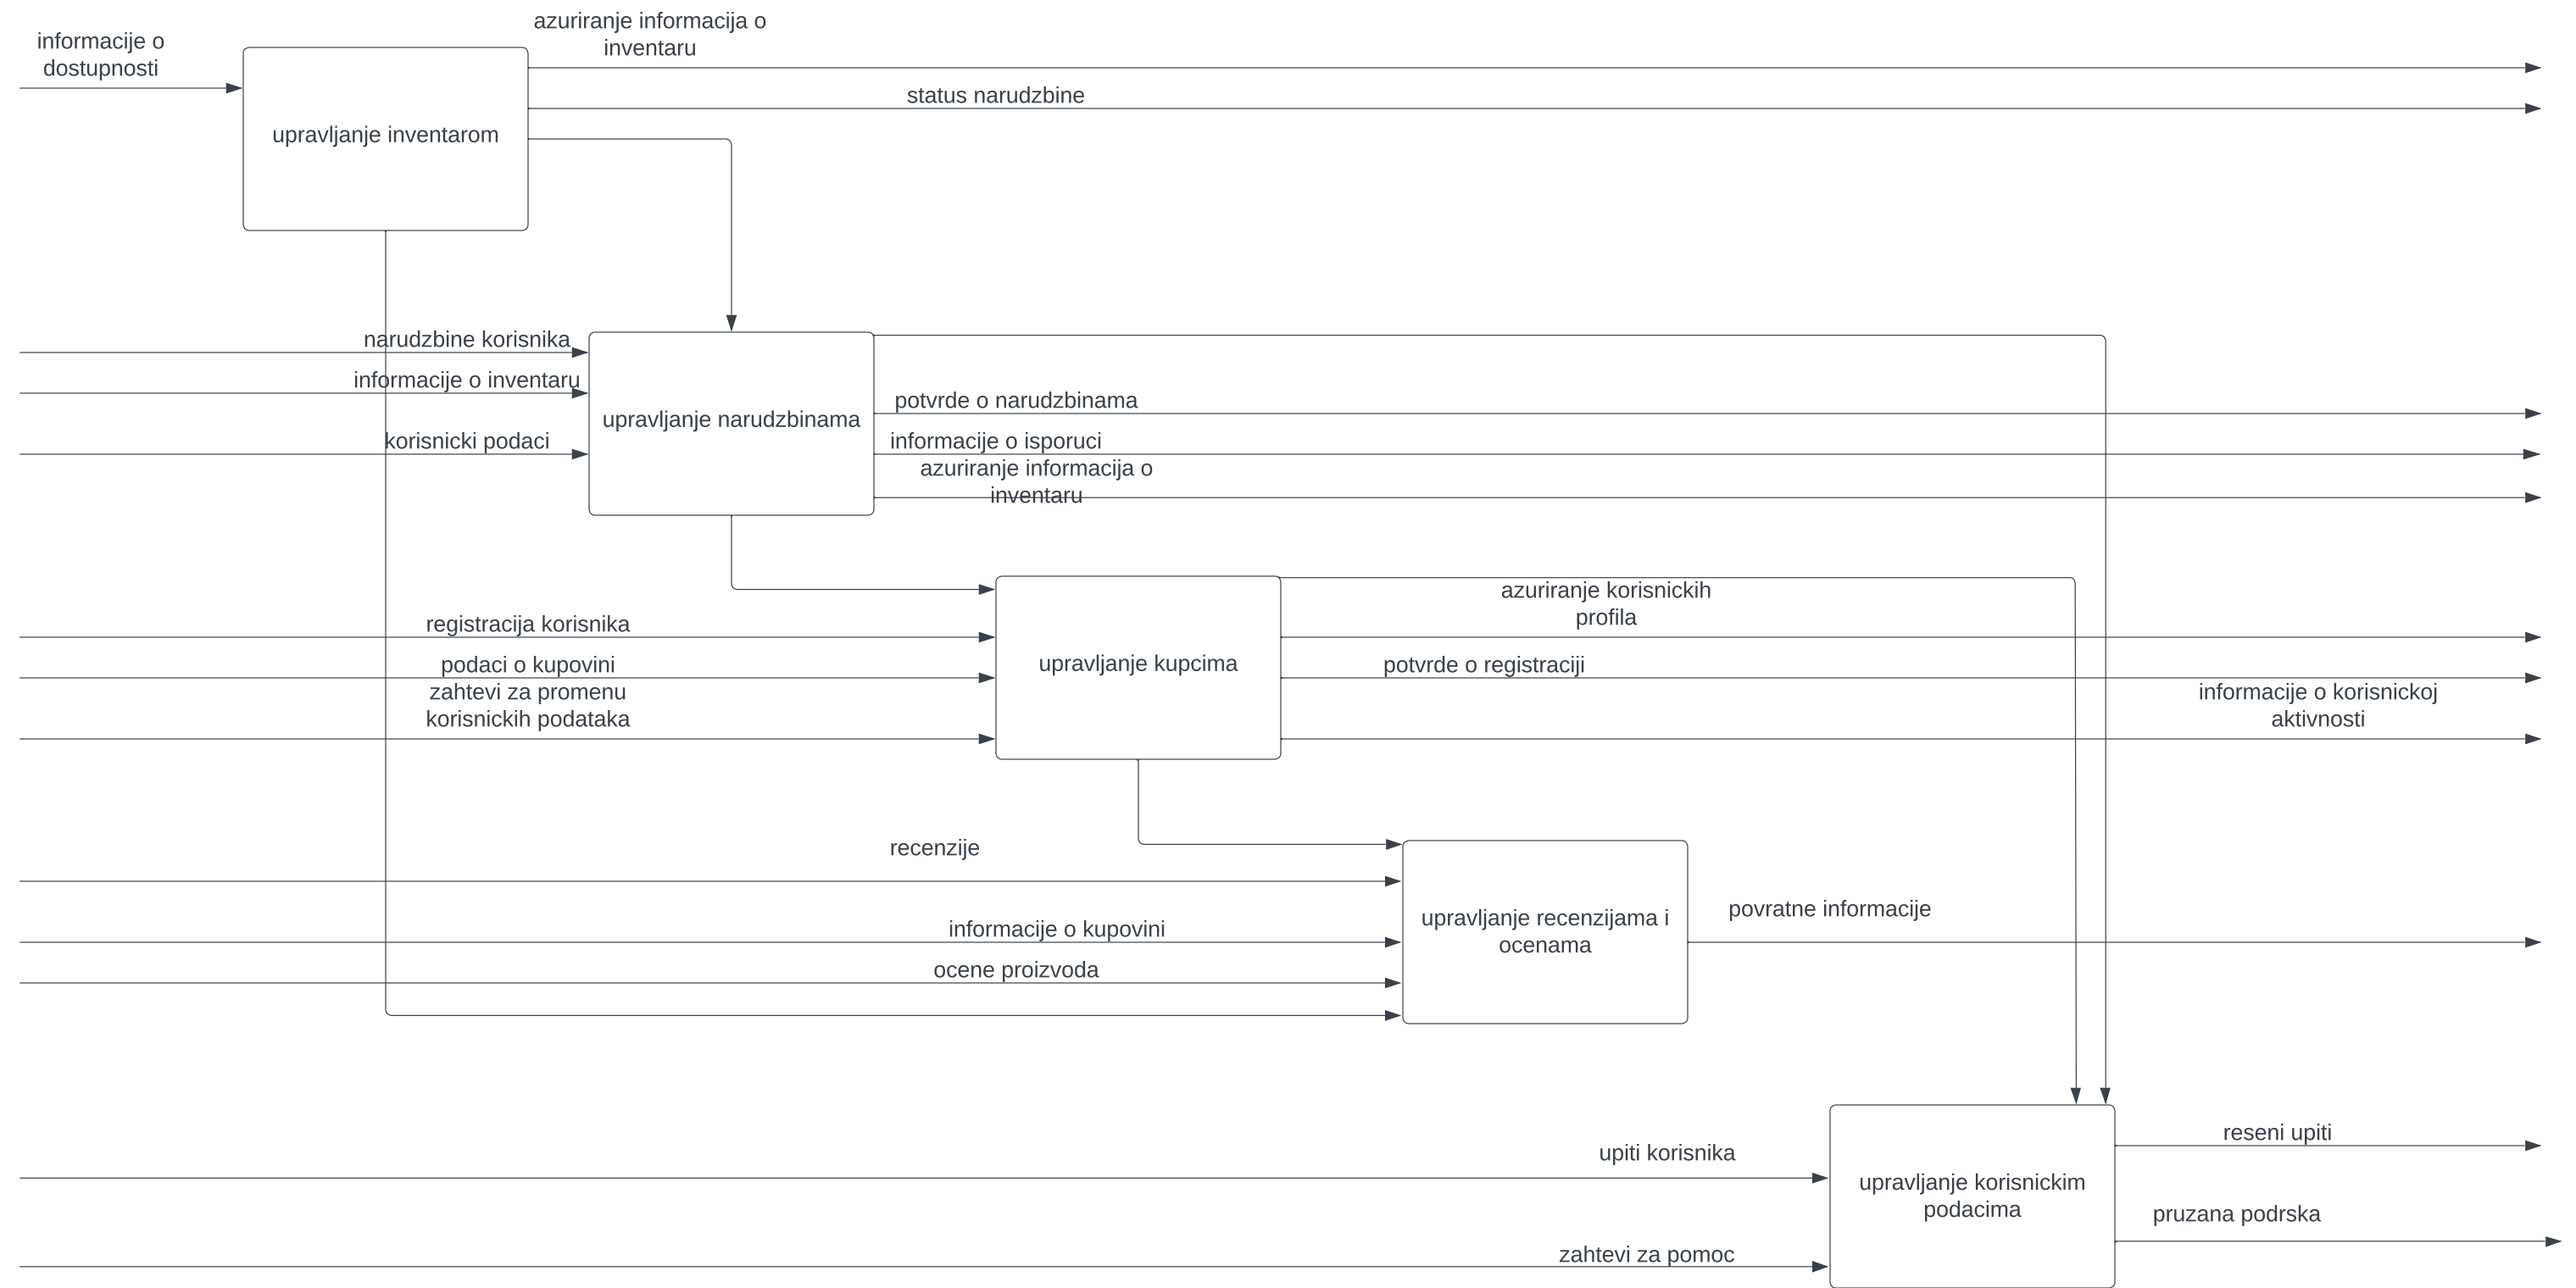 azuriranje informacija o
inventaru
informacije o
dostupnosti
status narudzbine
upravljanje inventarom
narudzbine korisnika
informacije o inventaru
korisnicki podaci
upravljanje narudzbinama
potvrde o narudzbinama
informacije o isporuci
azuriranje informacija o
inventaru
registracija korisnika
podaci o kupovini
zahtevi za promenu
korisnickih podataka
upravljanje kupcima
azuriranje korisnickih
profila
potvrde o registraciji
informacije o korisnickoj
aktivnosti
recenzije
informacije o kupovini
ocene proizvoda
upravljanje recenzijama i
ocenama
povratne informacije
upiti korisnika
zahtevi za pomoc
upravljanje korisnickim
podacima
reseni upiti
pruzana podrska